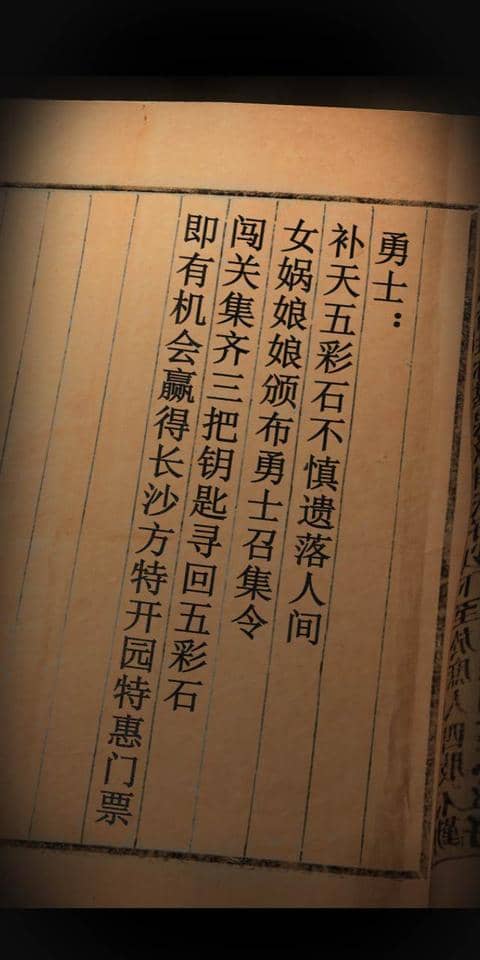 勇士：
补天五彩石不慎遗落人间
女娲娘娘颁布勇士召集令
闯关集齐三把钥匙寻回五彩石
即有机会赢得长沙方特开园特惠门票